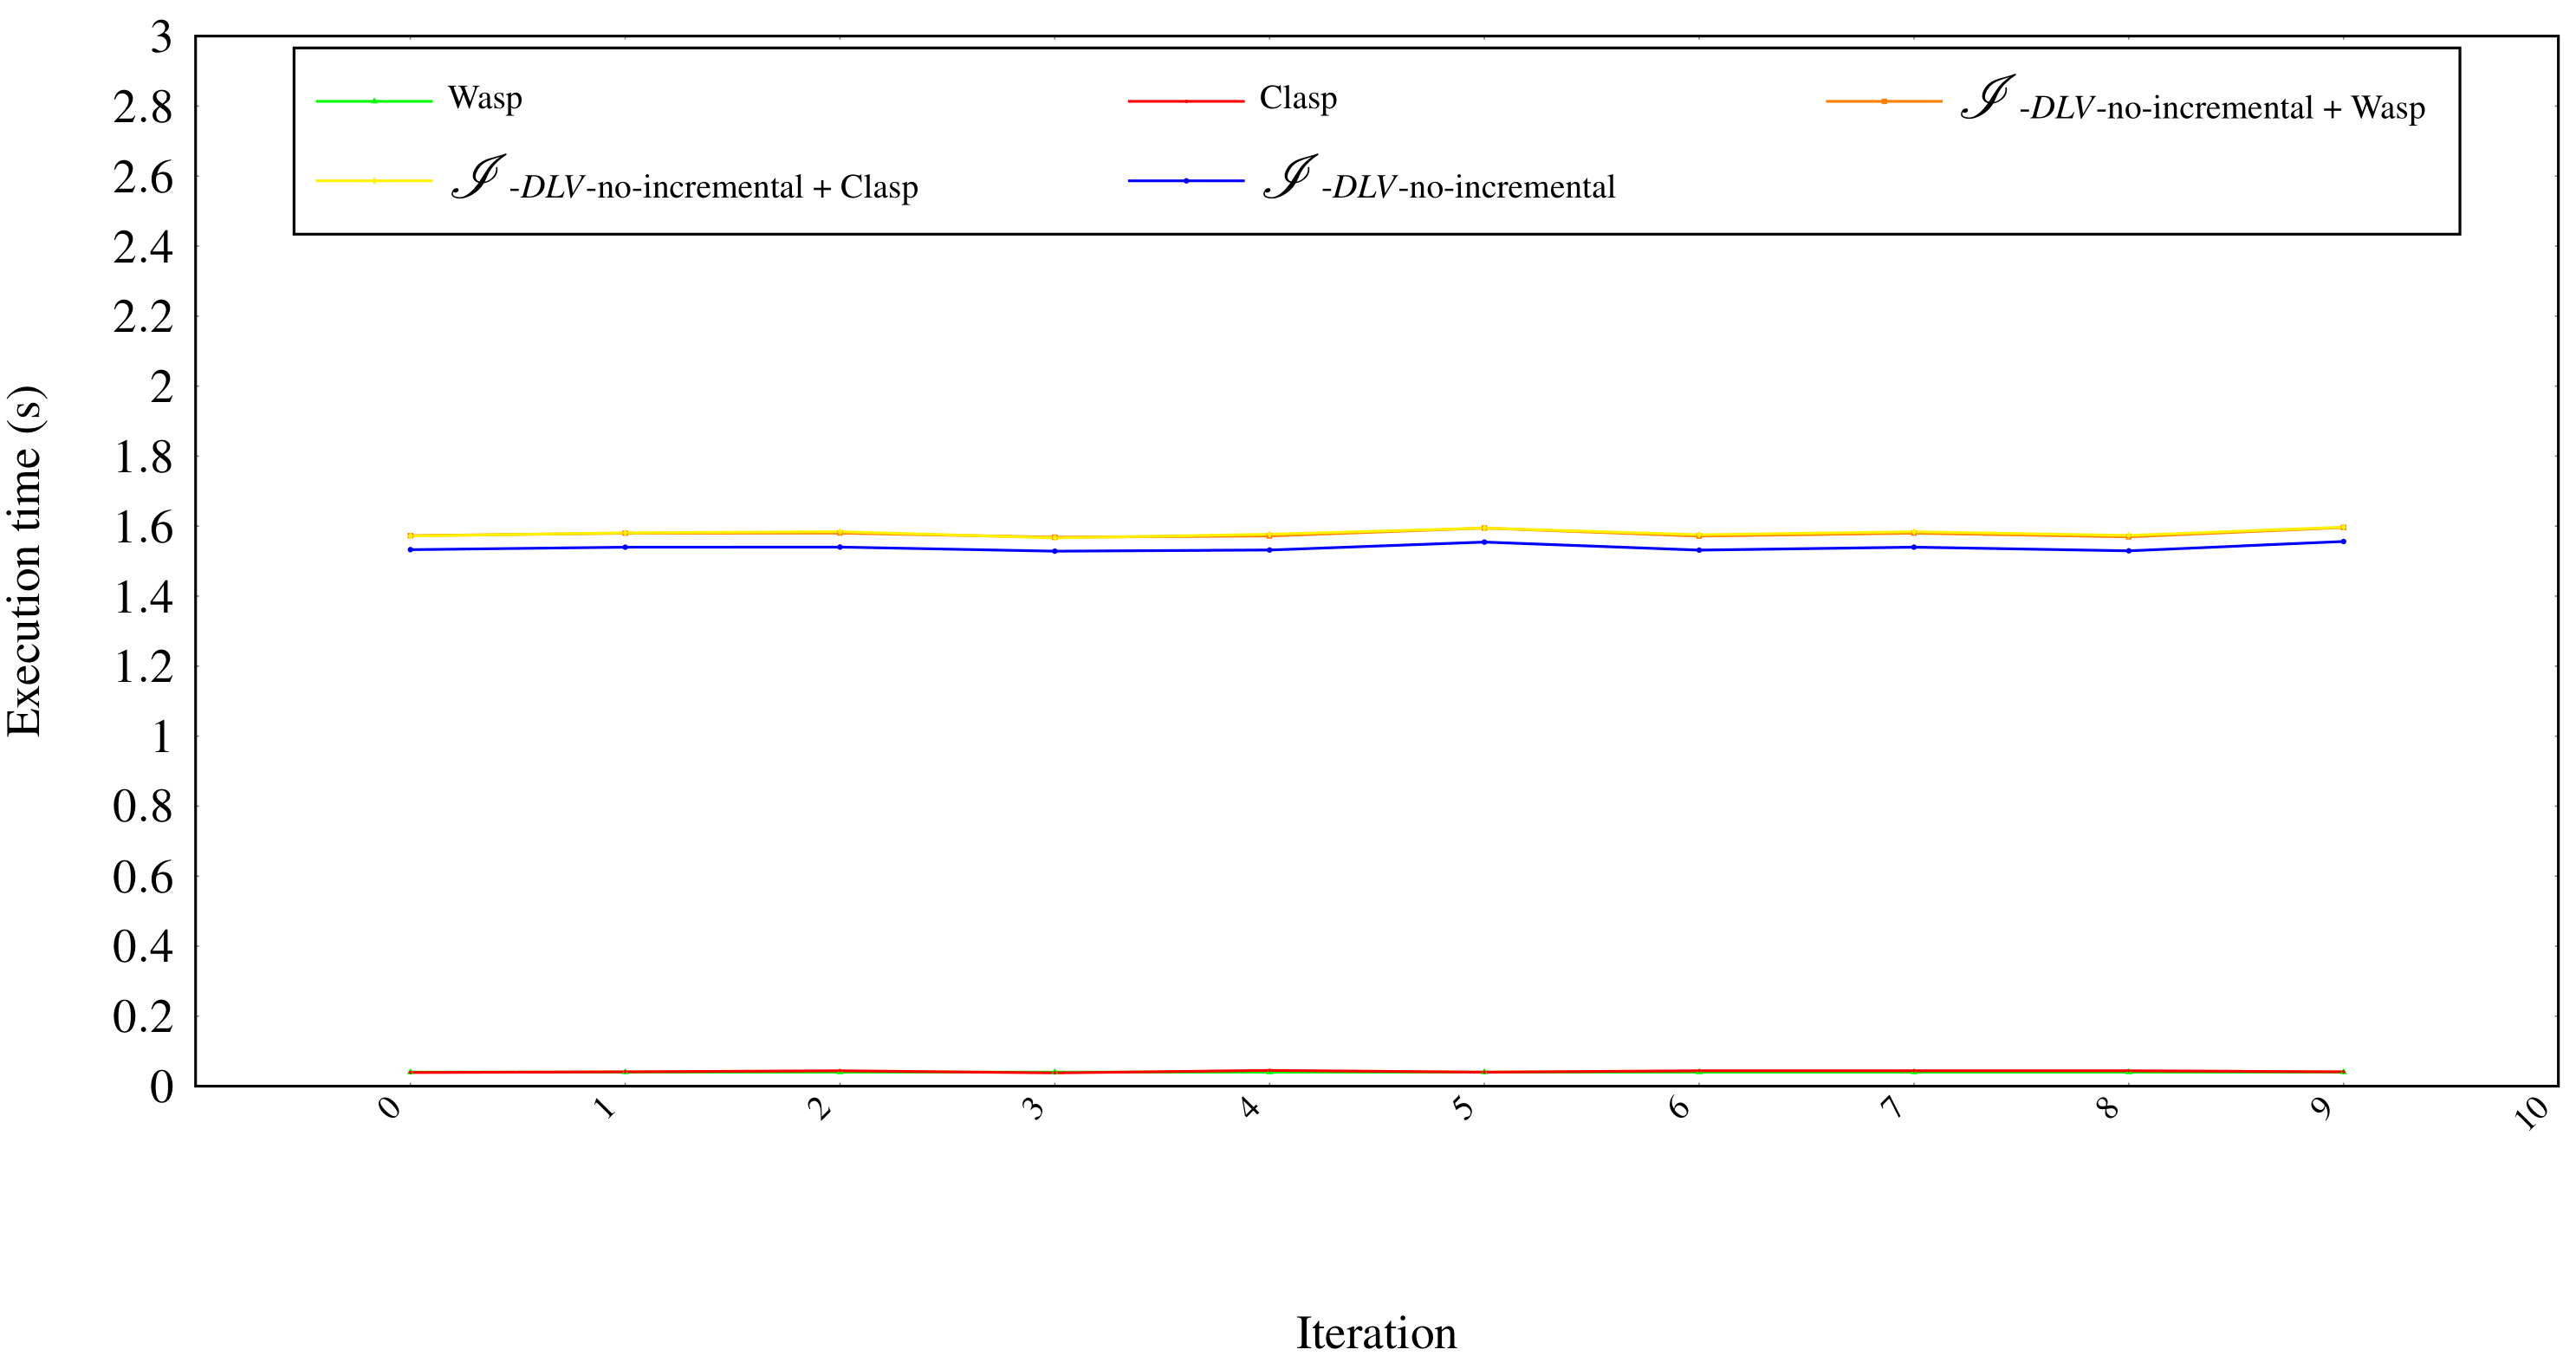 3
2.8
2.6
2.4
2.2
2
1.8
1.6
1.4
1.2
1
0.8
0.6
0.4
0.2
0
Execution time (s)
Wasp
Clasp
ℐ-DLV-no-incremental + Wasp
ℐ-DLV-no-incremental + Clasp
ℐ-DLV-no-incremental
0 1 2 3 4 5 6 7 8 9 10
Iteration